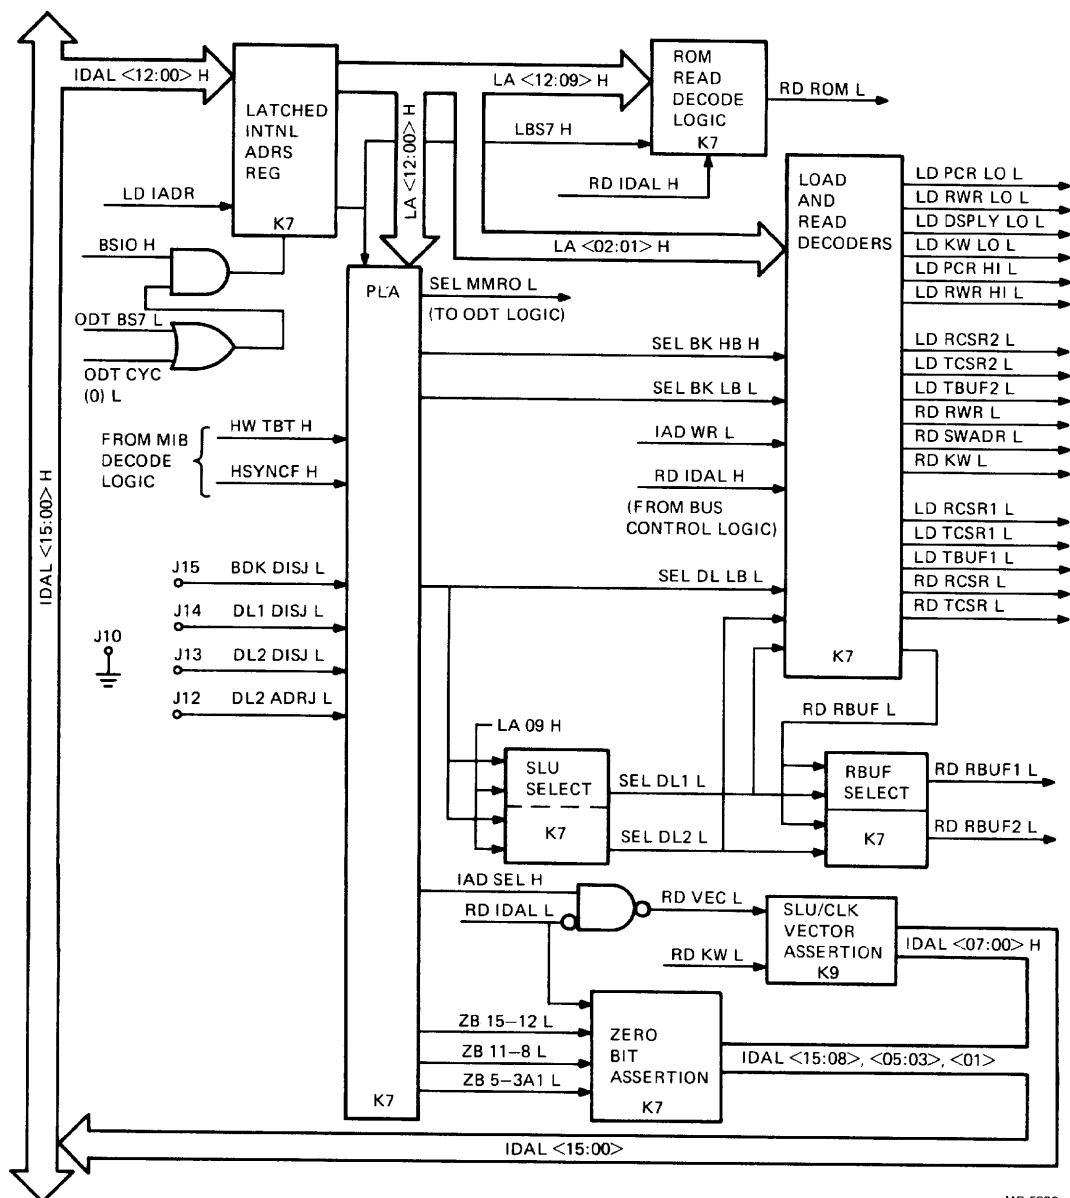 IDAL <12:00> H
LATCHED
INTNL
ADRS
REG
K7
LA <12:09> H
ROM
READ
DECODE
LOGIC
K7
RD ROM L
LBS7 H
LA <12:00> H
RD IDAL H
LD IADR
BSIO H
ODT BS7 L
ODT CYC
(0) L
LA <02:01> H
LOAD
AND
READ
DECODERS
K7
LD PCR LO L
LD RWR LO L
LD DSPLY LO L
LD KW LO L
LD PCR HI L
LD RWR HI L
LD RCSR2 L
LD TCSR2 L
LD TBUF2 L
RD RWR L
RD SWADR L
RD KW L
LD RCSR1 L
LD TCSR1 L
LD TBUF1 L
RD RCSR L
RD TCSR L
PLA
K7
SEL MMRO L
(TO ODT LOGIC)
SEL BK HB H
SEL BK LB L
IAD WR L
RD IDAL H
(FROM BUS
CONTROL LOGIC)
SEL DL LB L
FROM MIB
DECODE
LOGIC
HW TBT H
HSYNCF H
IDAL <15:00> H
J15 BDK DISJ L
J14 DL1 DISJ L
J10
J13 DL2 DISJ L
J12 DL2 ADRJ L
RD RBUF L
LA 09 H
SLU
SELECT
K7
SEL DL1 L
SEL DL2 L
RBUF
SELECT
K7
RD RBUF1 L
RD RBUF2 L
IAD SEL H
RD IDAL L
RD VEC L
RD KW L
SLU/CLK
VECTOR
ASSERTION
K9
IDAL <07:00> H
ZB 15–12 L
ZB 11–8 L
ZB 5–3A1 L
ZERO
BIT
ASSERTION
K7
IDAL <15:08>, <05:03>, <01>
IDAL <15:00>